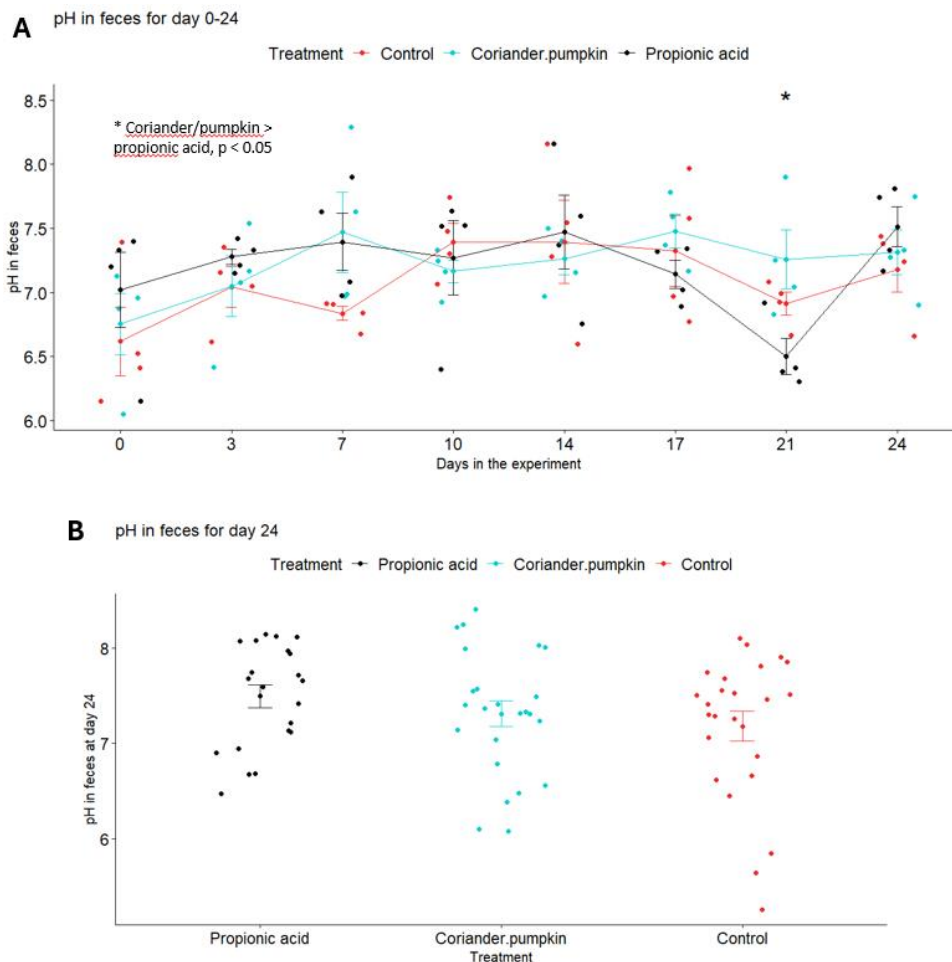 A pH in feces for day 0-24
Treatment Control Coriander.pumpkin Propionic acid
8.5
* 
* Coriander/pumpkin >
propionic acid, p < 0.05
8.0
7.5
7.0
6.5
6.0
pH in feces
0 3 7 10 14 17 21 24
Days in the experiment
B pH in feces for day 24
Treatment Propionic acid Coriander.pumpkin Control
8
7
6
pH in feces at day 24
Propionic acid Coriander.pumpkin Control
Treatment